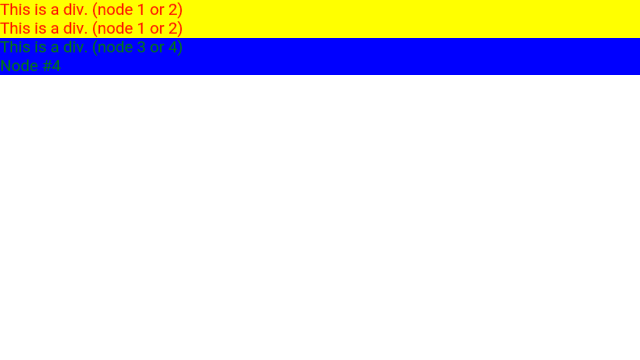 This is a div. (node 1 or 2)
This is a div. (node 1 or 2)
This is a div. (node 3 or 4)
Node #4